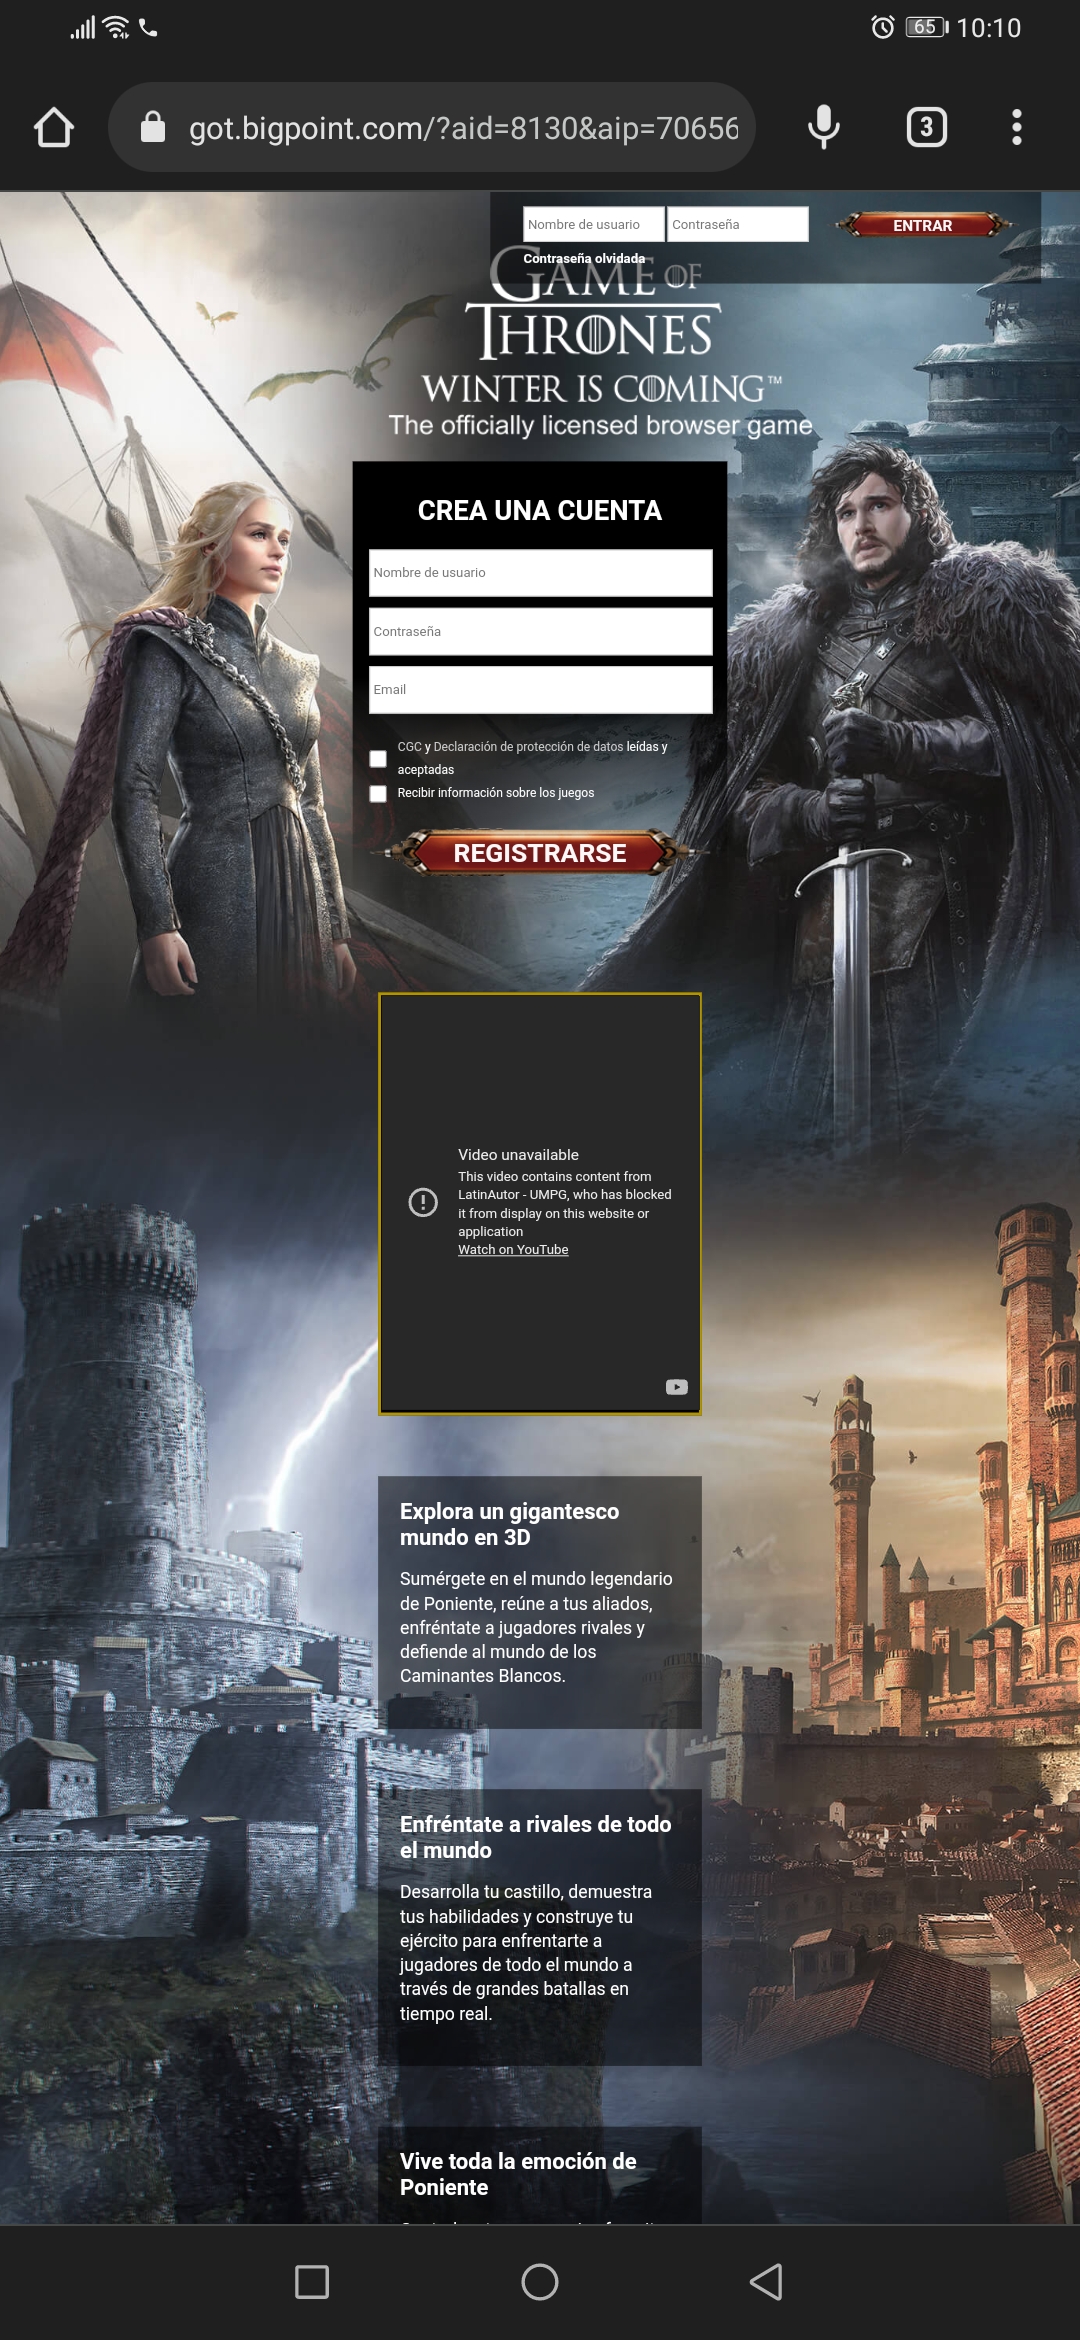 65 10:10
got.bigpoint.com/?aid=8130&aip=70656
3
Nombre de usuario Contraseña ENTRAR
Contraseña olvidada
GAME OF
THRONES
WINTER IS COMING™
The officially licensed browser game
CREA UNA CUENTA
Nombre de usuario
Contraseña
Email
CGC y Declaración de protección de datos leídas y
aceptadas
Recibir información sobre los juegos
REGISTRARSE
Video unavailable
This video contains content from
LatinAutor - UMPG, who has blocked
it from display on this website or
application
Watch on YouTube
Explora un gigantesco
mundo en 3D
Sumérgete en el mundo legendario
de Poniente, reúne a tus aliados,
enfréntate a jugadores rivales y
defiende al mundo de los
Caminantes Blancos.
Enfréntate a rivales de todo
el mundo
Desarrolla tu castillo, demuestra
tus habilidades y construye tu
ejército para enfrentarte a
jugadores de todo el mundo a
través de grandes batallas en
tiempo real.
Vive toda la emoción de
Poniente